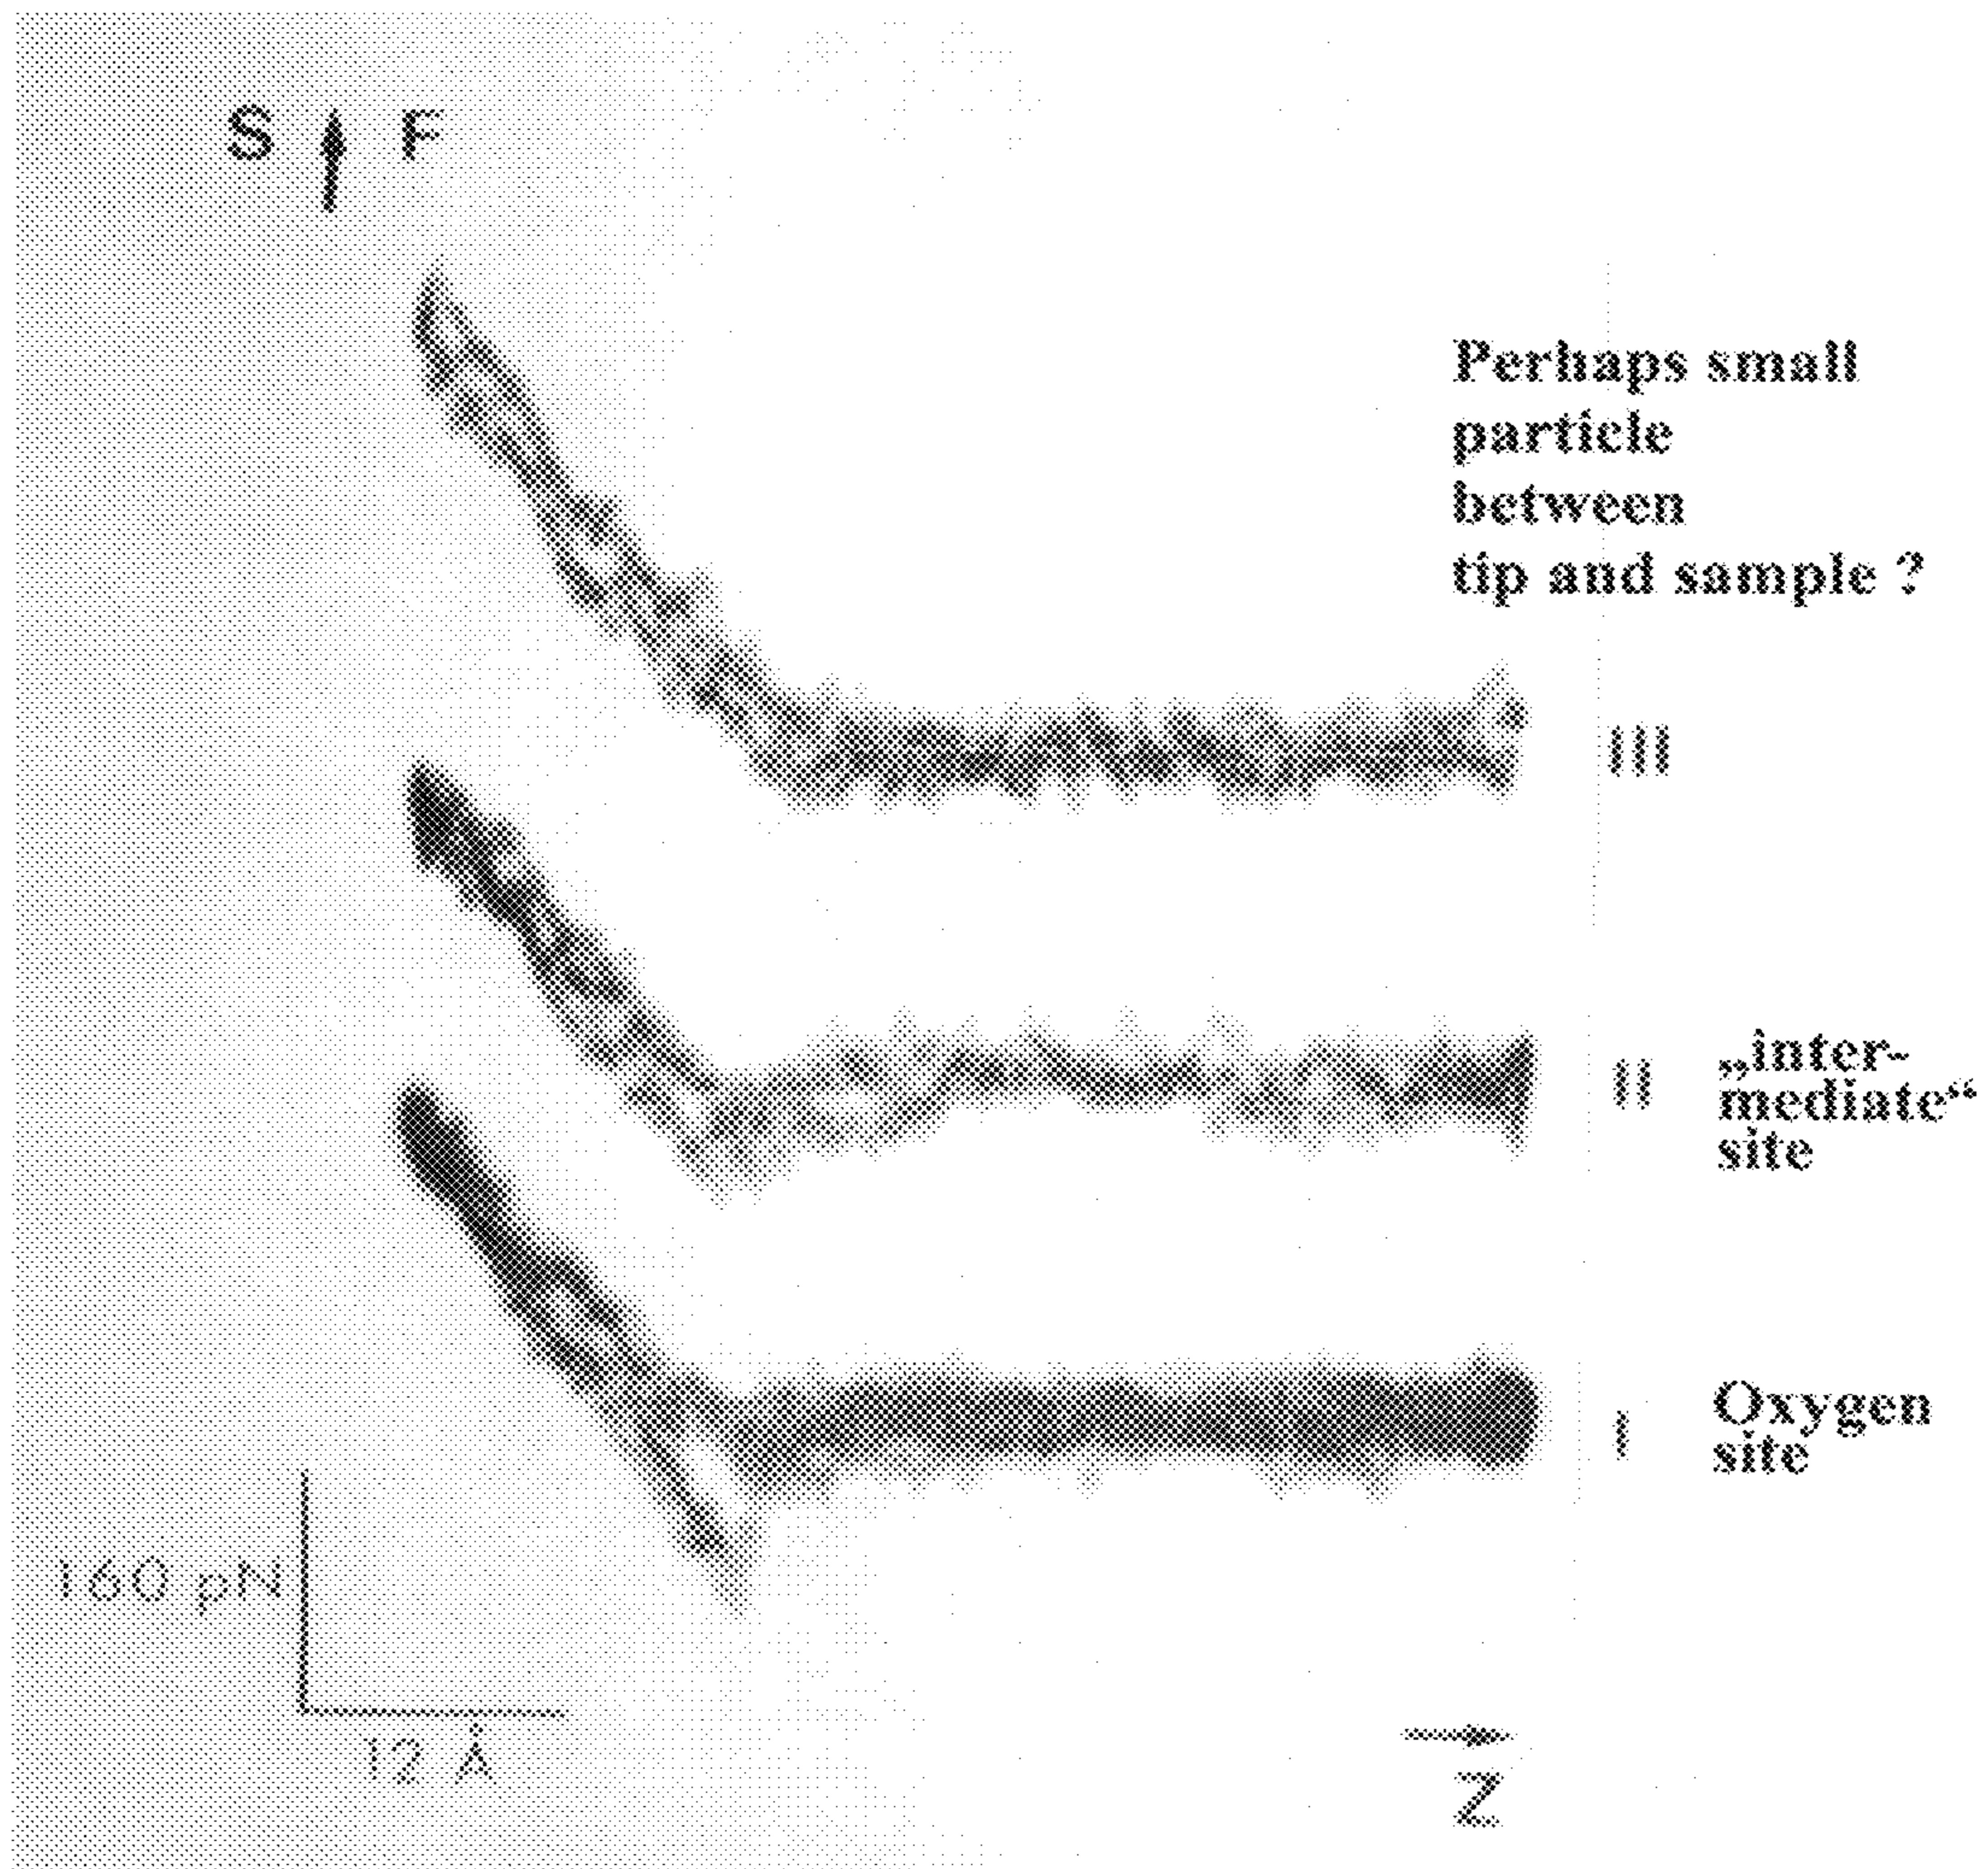 S ↑ F
Perhaps small
particle
between
tip and sample ?
III
II
„inter-
mediate“
site
I
Oxygen
site
160 pN
12 Å
→
Z